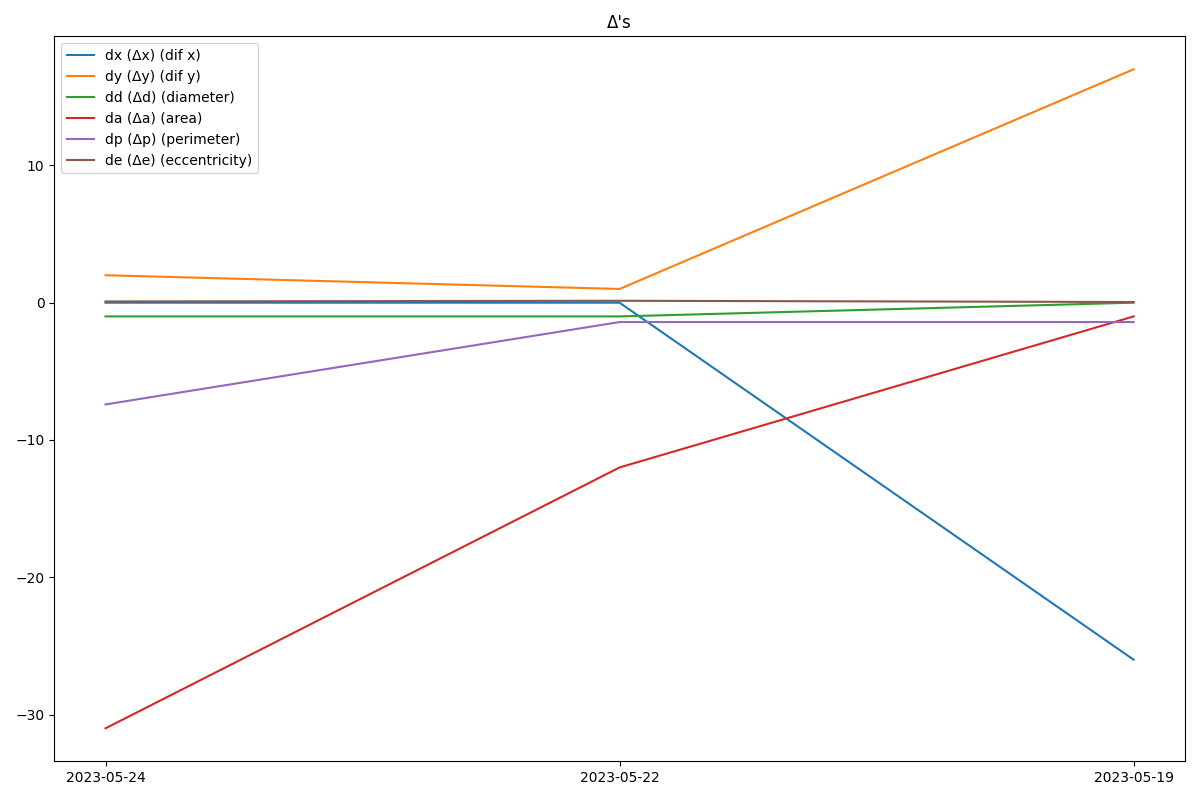 Δ's
dx (Δx) (dif x)
dy (Δy) (dif y)
dd (Δd) (diameter)
da (Δa) (area)
dp (Δp) (perimeter)
de (Δe) (eccentricity)
10
0
−10
−20
−30
2023-05-24
2023-05-22
2023-05-19